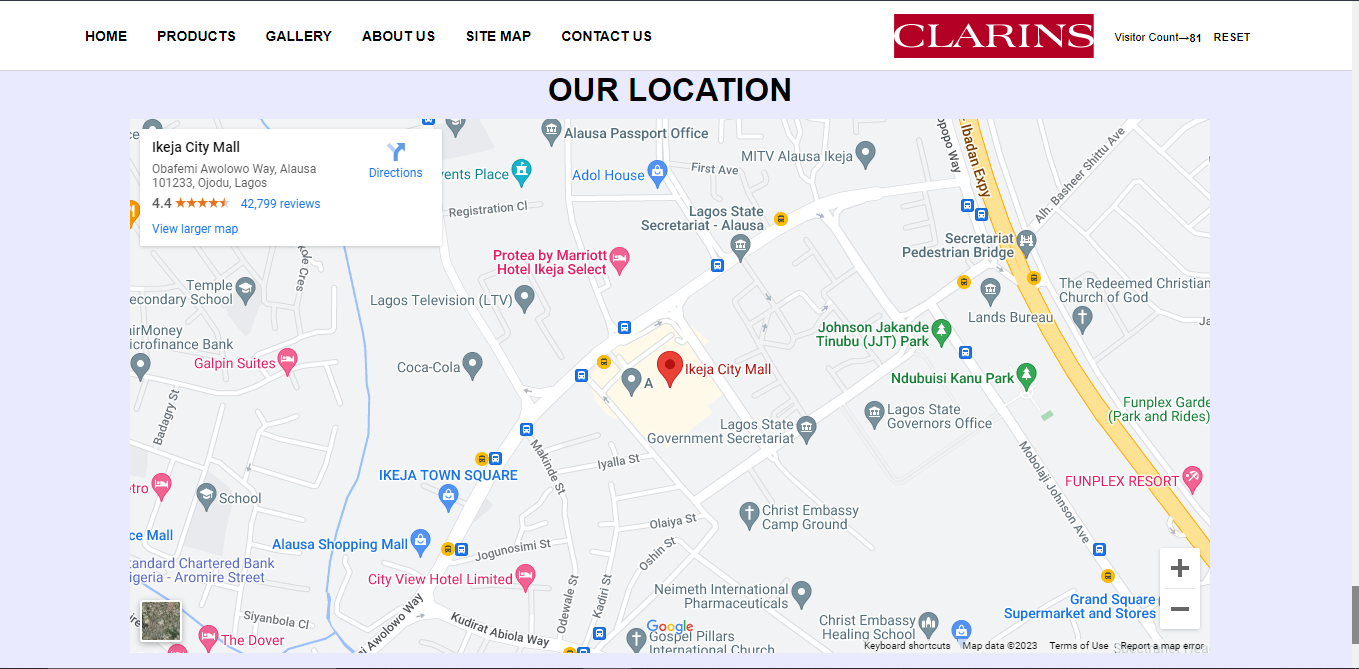 HOME PRODUCTS GALLERY ABOUT US SITE MAP CONTACT US
CLARINS
Visitor Count→81 RESET
OUR LOCATION
Ikeja City Mall
Obafemi Awolowo Way, Alausa
101233, Ojodu, Lagos
4.4
42,799 reviews
View larger map
Directions
Alausa Passport Office
MITV Alausa Ikeja
First Ave
Ibadan Expy
Alh. Basheer Shittu Ave
vents Place
Adol House
Registration Cl
Lagos State
Secretariat - Alausa
Secretariat
Pedestrian Bridge
Protea by Marriott
Hotel Ikeja Select
Temple
econdary School
Lagos Television (LTV)
The Redeemed Christian
Church of God
Lands Bureau
airMoney
icrofinance Bank
Johnson Jakande
Tinubu (JJT) Park
Galpin Suites
Coca-Cola
Ikeja City Mall
A
Ndubuisi Kanu Park
Badagry St
Funplex Garde
(Park and Rides)
Lagos State
Governors Office
Lagos State
Government Secretariat
Makinde St
Iyalla St
Mobolaji Johnson Ave
IKEJA TOWN SQUARE
FUNPLEX RESORT
etro
School
Olaiya St
Christ Embassy
Camp Ground
ce Mall
Alausa Shopping Mall
Jogunosimi St
Oshin St
tandard Chartered Bank
igeria - Aromire Street
City View Hotel Limited
Odewale St
Kadiri St
Neimeth International
Pharmaceuticals
Grand Square
Supermarket and Stores
Siyanbola Cl
i Awolowo Way
Kudirat Abiola Way
The Dover
Google
Gospel Pillars
International Church
Christ Embassy
Healing School
Keyboard shortcuts Map data ©2023 Terms of Use Report a map error